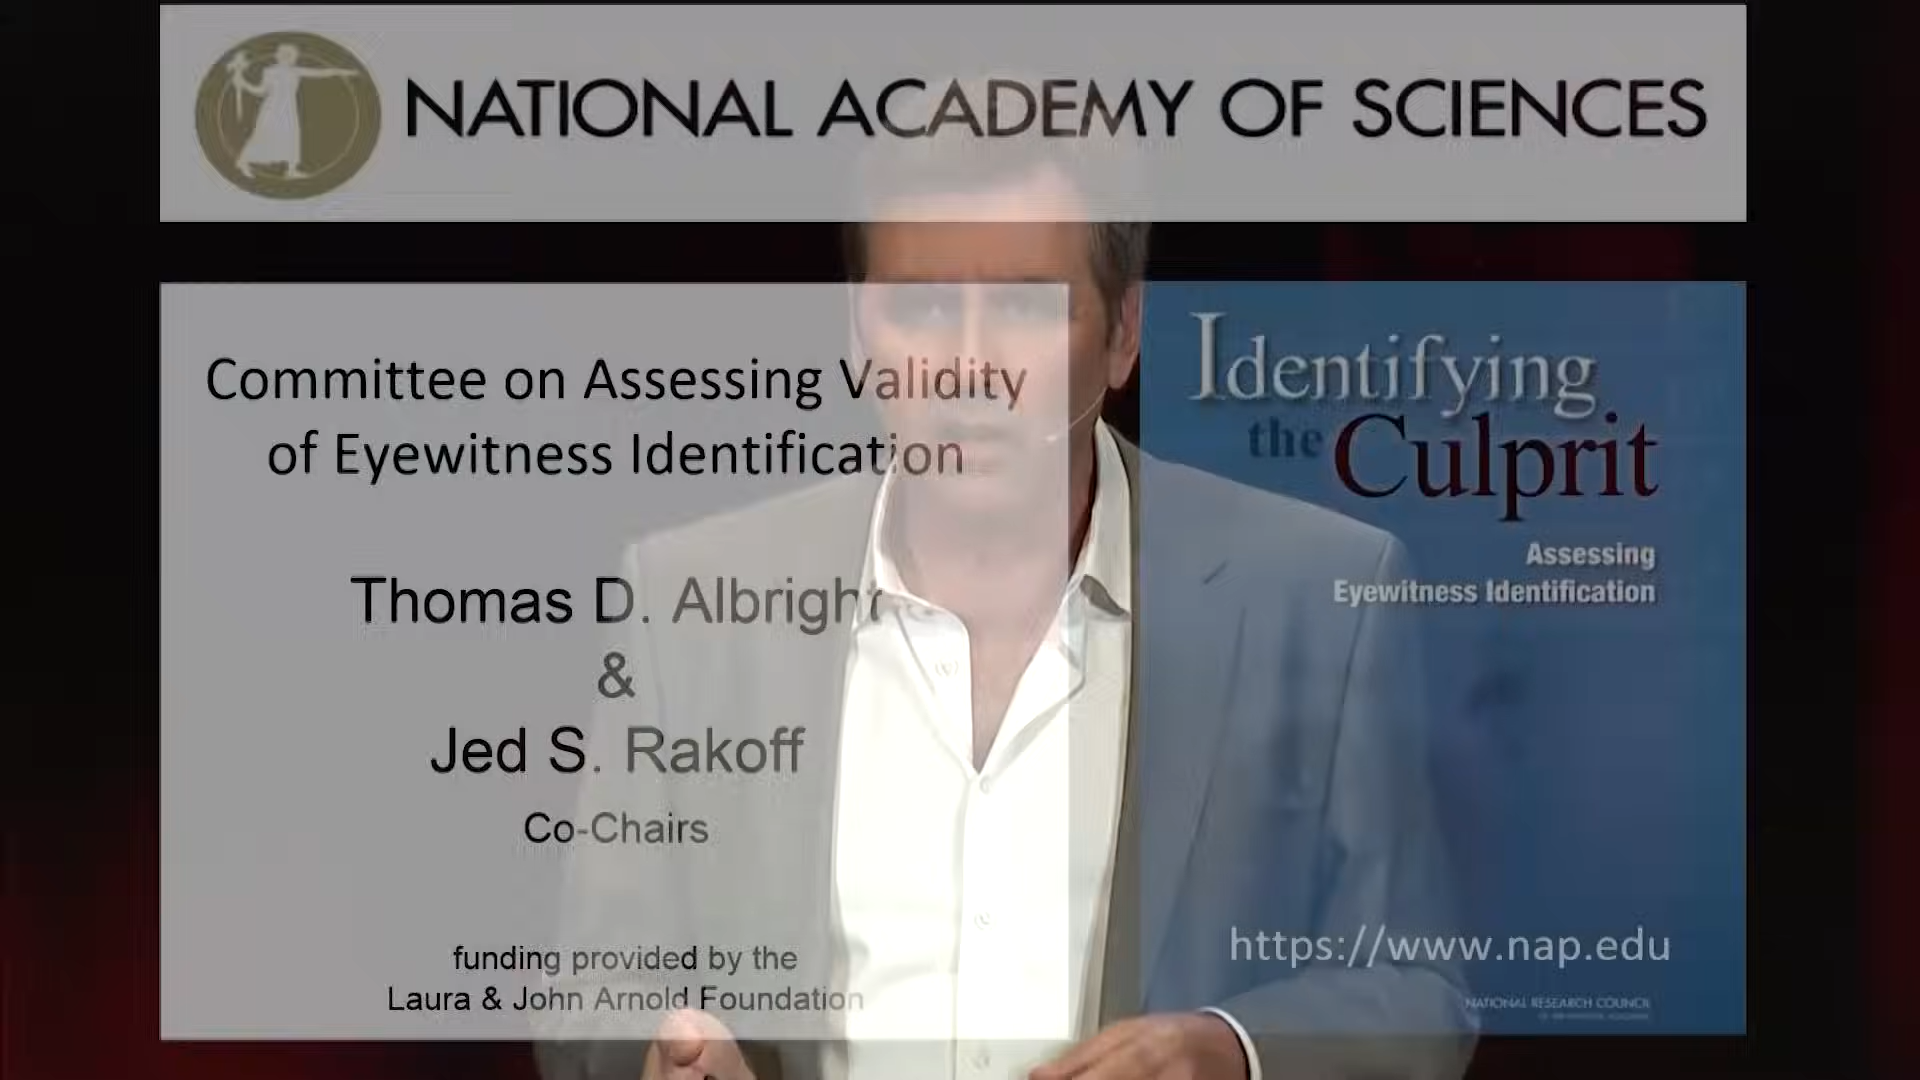 NATIONAL ACADEMY OF SCIENCES
Committee on Assessing Validity
of Eyewitness Identification
Thomas D. Albright
&
Jed S. Rakoff
Co-Chairs
funding provided by the
Laura & John Arnold Foundation
Identifying
the Culprit
Assessing
Eyewitness Identification
https://www.nap.edu
NATIONAL RESEARCH COUNCIL